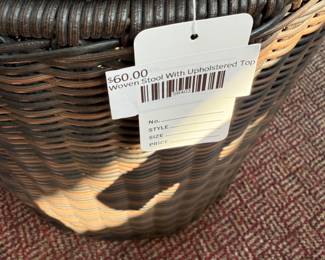 $60.00
Woven Stool With Upholstered Top
No.
STYLE
SIZE
PRICE